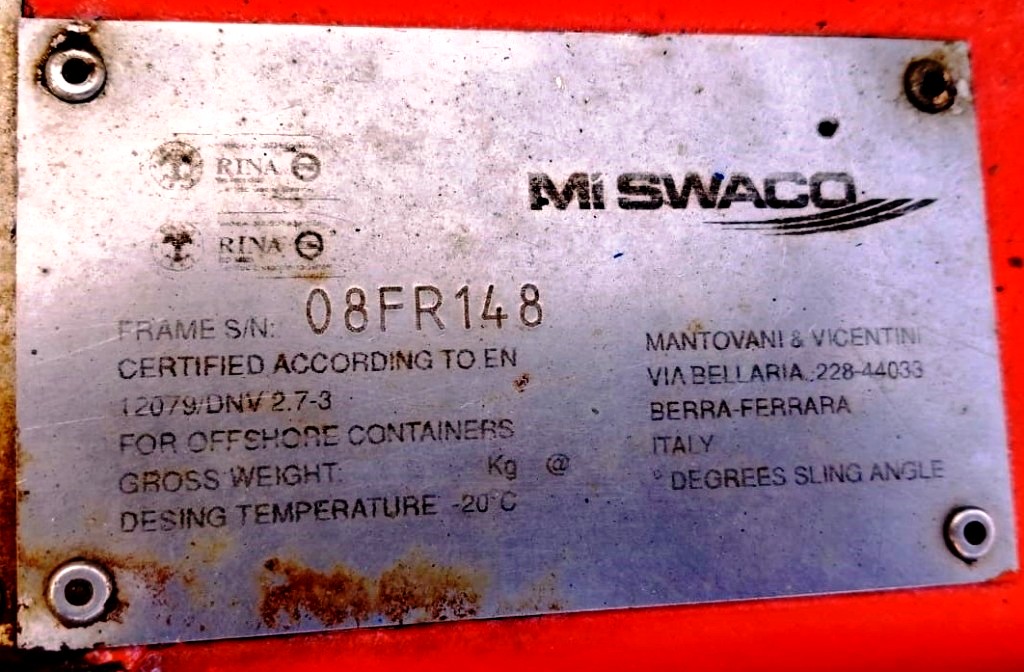 RINA
RINA
Mi SWACO
FRAME S/N: 08FR148
CERTIFIED ACCORDING TO EN
12079/DNV 2.7-3
FOR OFFSHORE CONTAINERS
GROSS WEIGHT: Kg @
DESING TEMPERATURE -20°C
MANTOVANI & VICENTINI
VIA BELLARIA, 228-44033
BERRA-FERRARA
ITALY
° DEGREES SLING ANGLE